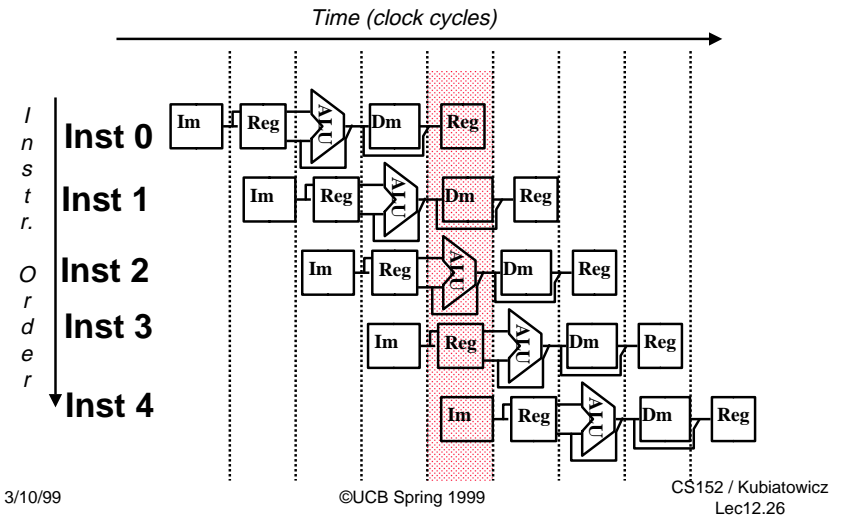 Time (clock cycles)
Instr. Order
Inst 0 Im Reg ALU Dm Reg
Inst 1 Im Reg ALU Dm Reg
Inst 2 Im Reg ALU Dm Reg
Inst 3 Im Reg ALU Dm Reg
Inst 4 Im Reg ALU Dm Reg
3/10/99 ©UCB Spring 1999 CS152 / Kubiatowicz
Lec12.26